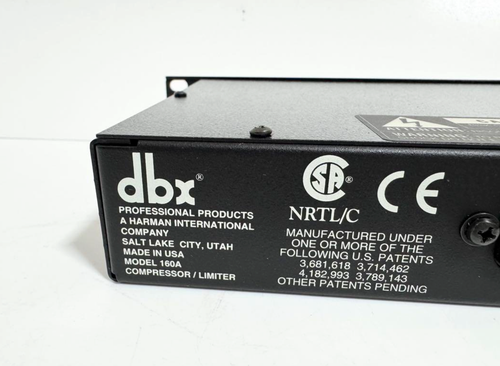 dbx®
PROFESSIONAL PRODUCTS
A HARMAN INTERNATIONAL
COMPANY
SALT LAKE CITY, UTAH
MADE IN USA
MODEL 160A
COMPRESSOR / LIMITER
SA ®
NRTL/C
CE
MANUFACTURED UNDER
ONE OR MORE OF THE
FOLLOWING U.S. PATENTS
3,681,618 3,714,462
4,182,993 3,789,143
OTHER PATENTS PENDING